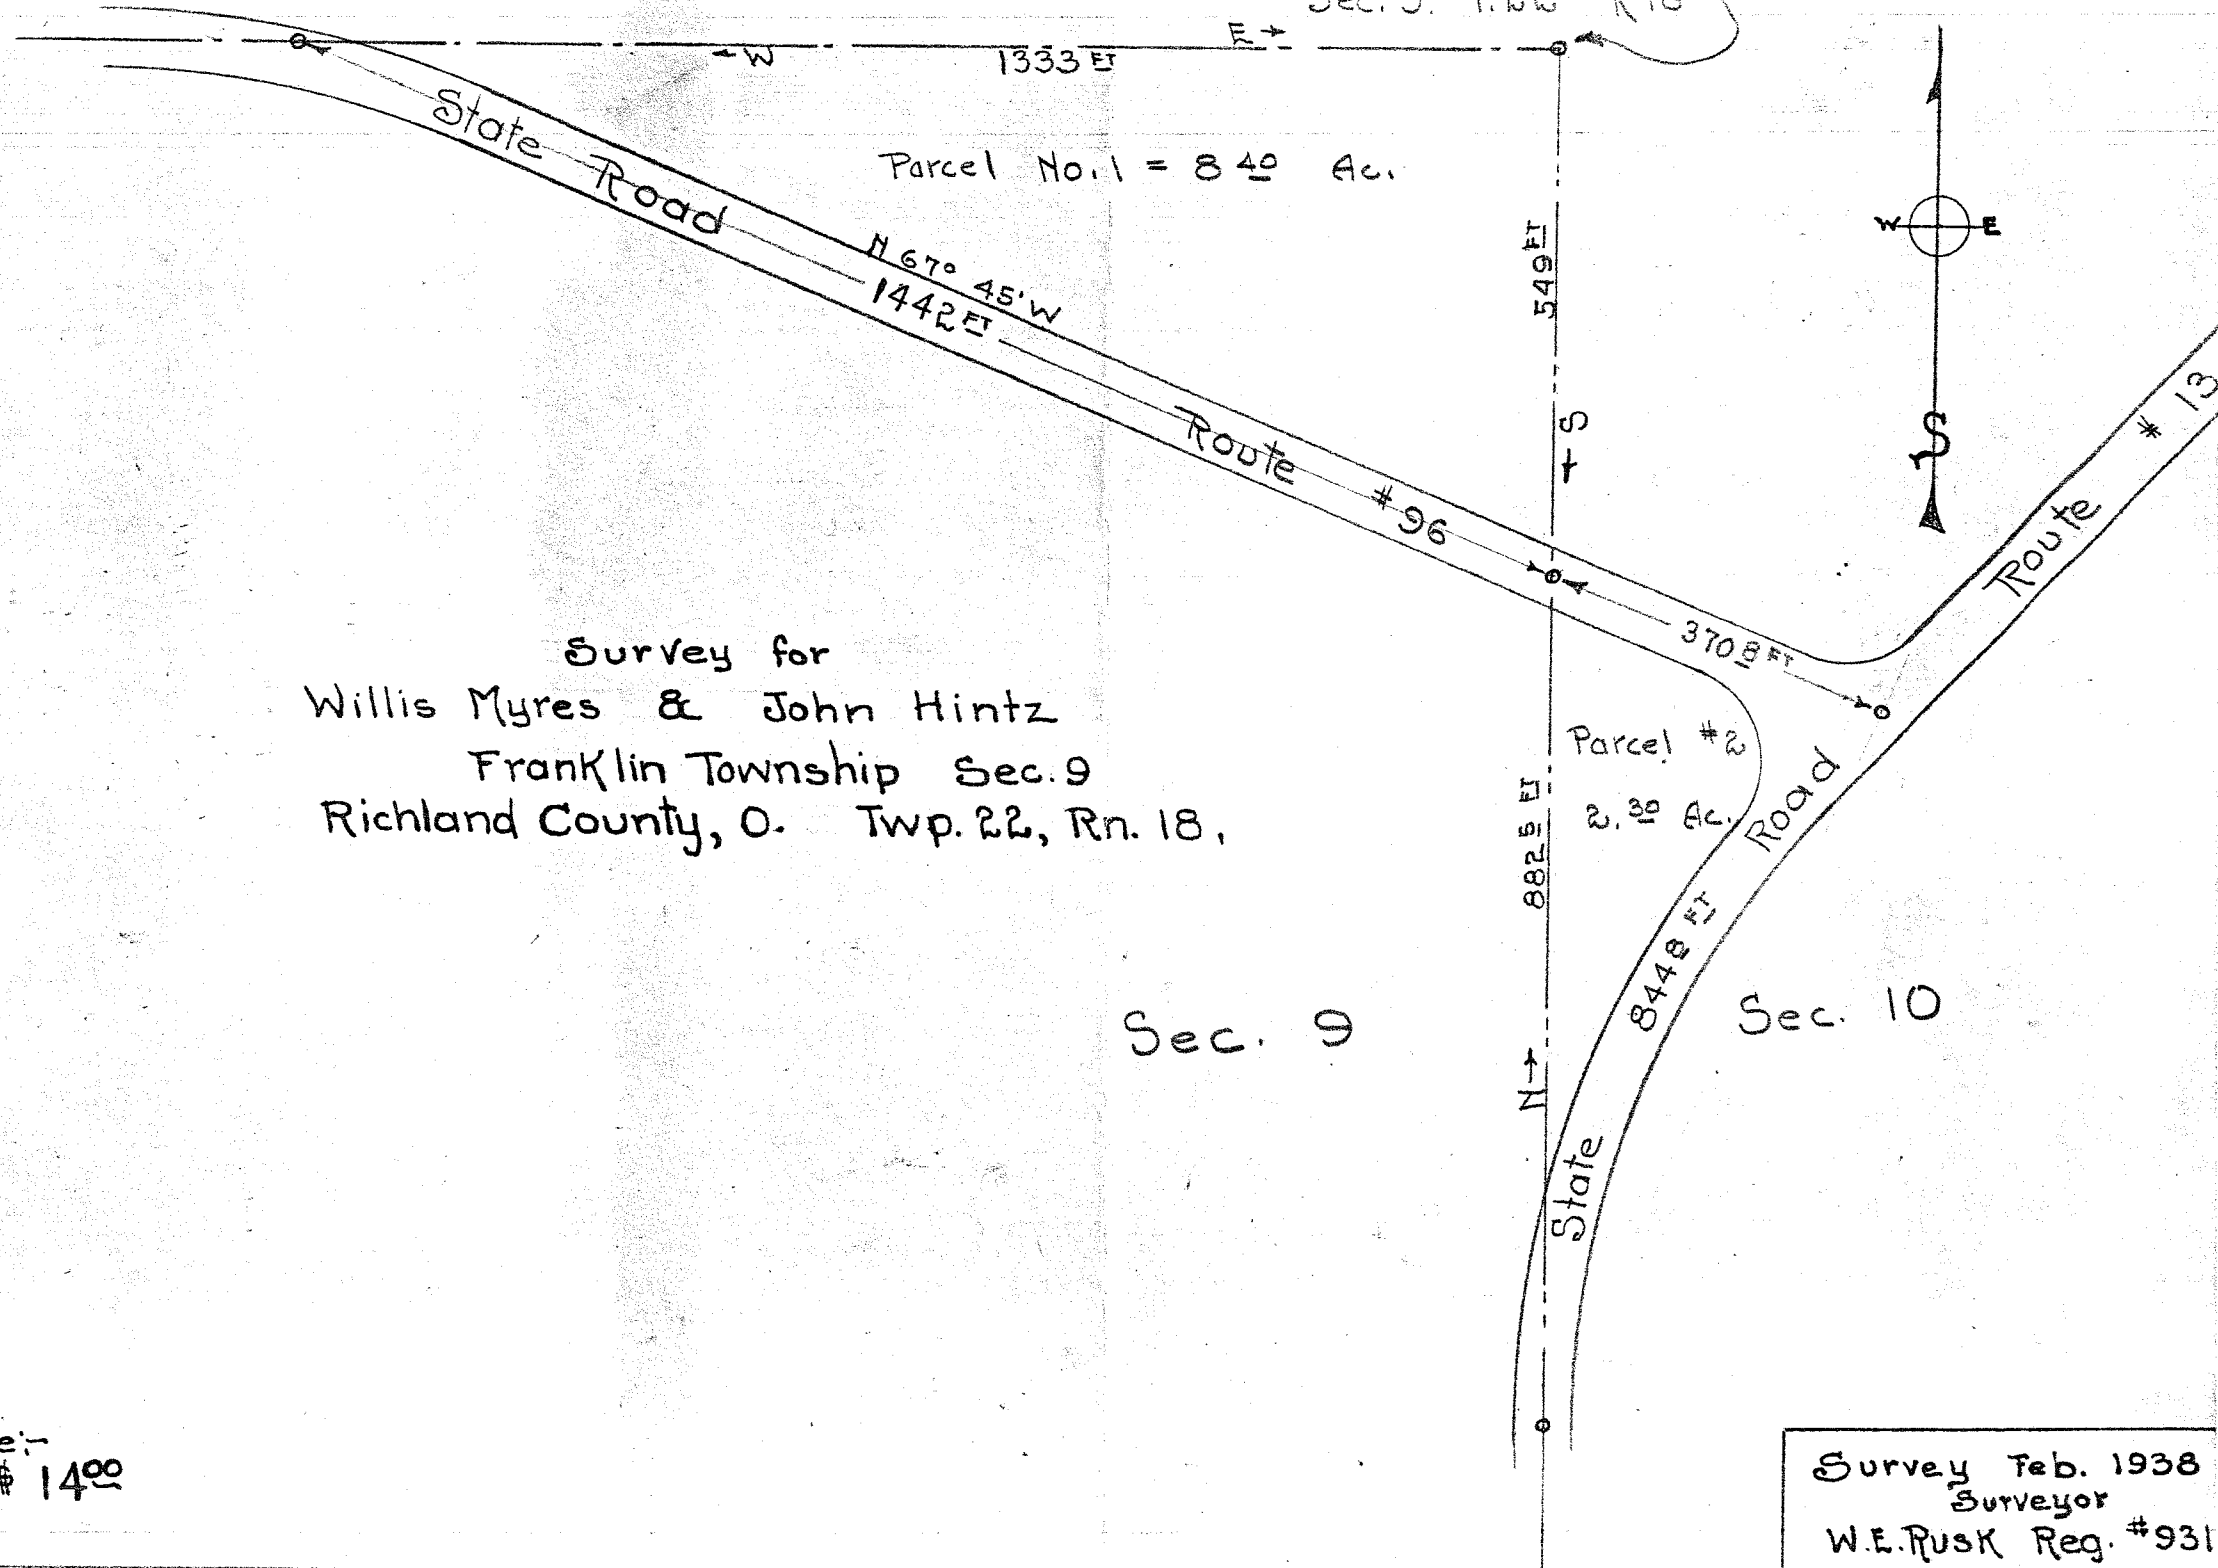 E →
← W
1333 FT
State Road
Parcel No. 1 = 8 40 Ac.
N 67° 45' W
1442 FT
Route # 96
549 FT
← S
W E
S
Route # 13
370 8 FT
Survey for
Willis Myres & John Hintz
Franklin Township Sec. 9
Richland County, O. Twp. 22, Rn. 18,
Parcel #2
2. 30 Ac.
882 5 FT
Road
844 8 FT
Sec. 9
Sec. 10
N →
State
$ 14 00
Survey Feb. 1938
Surveyor
W.E. Rusk Reg. #931